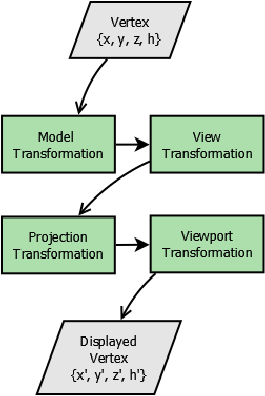 Vertex
{x, y, z, h}
Model
Transformation
View
Transformation
Projection
Transformation
Viewport
Transformation
Displayed
Vertex
{x', y', z', h'}